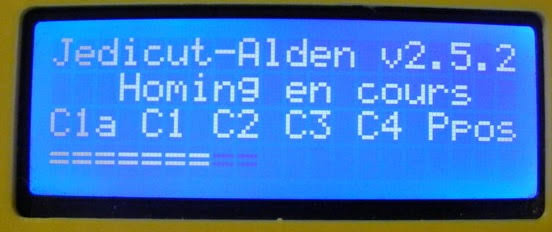 Jedicut-Alden v2.5.2
Homing en cours
C1a C1 C2 C3 C4 Ppos
=========